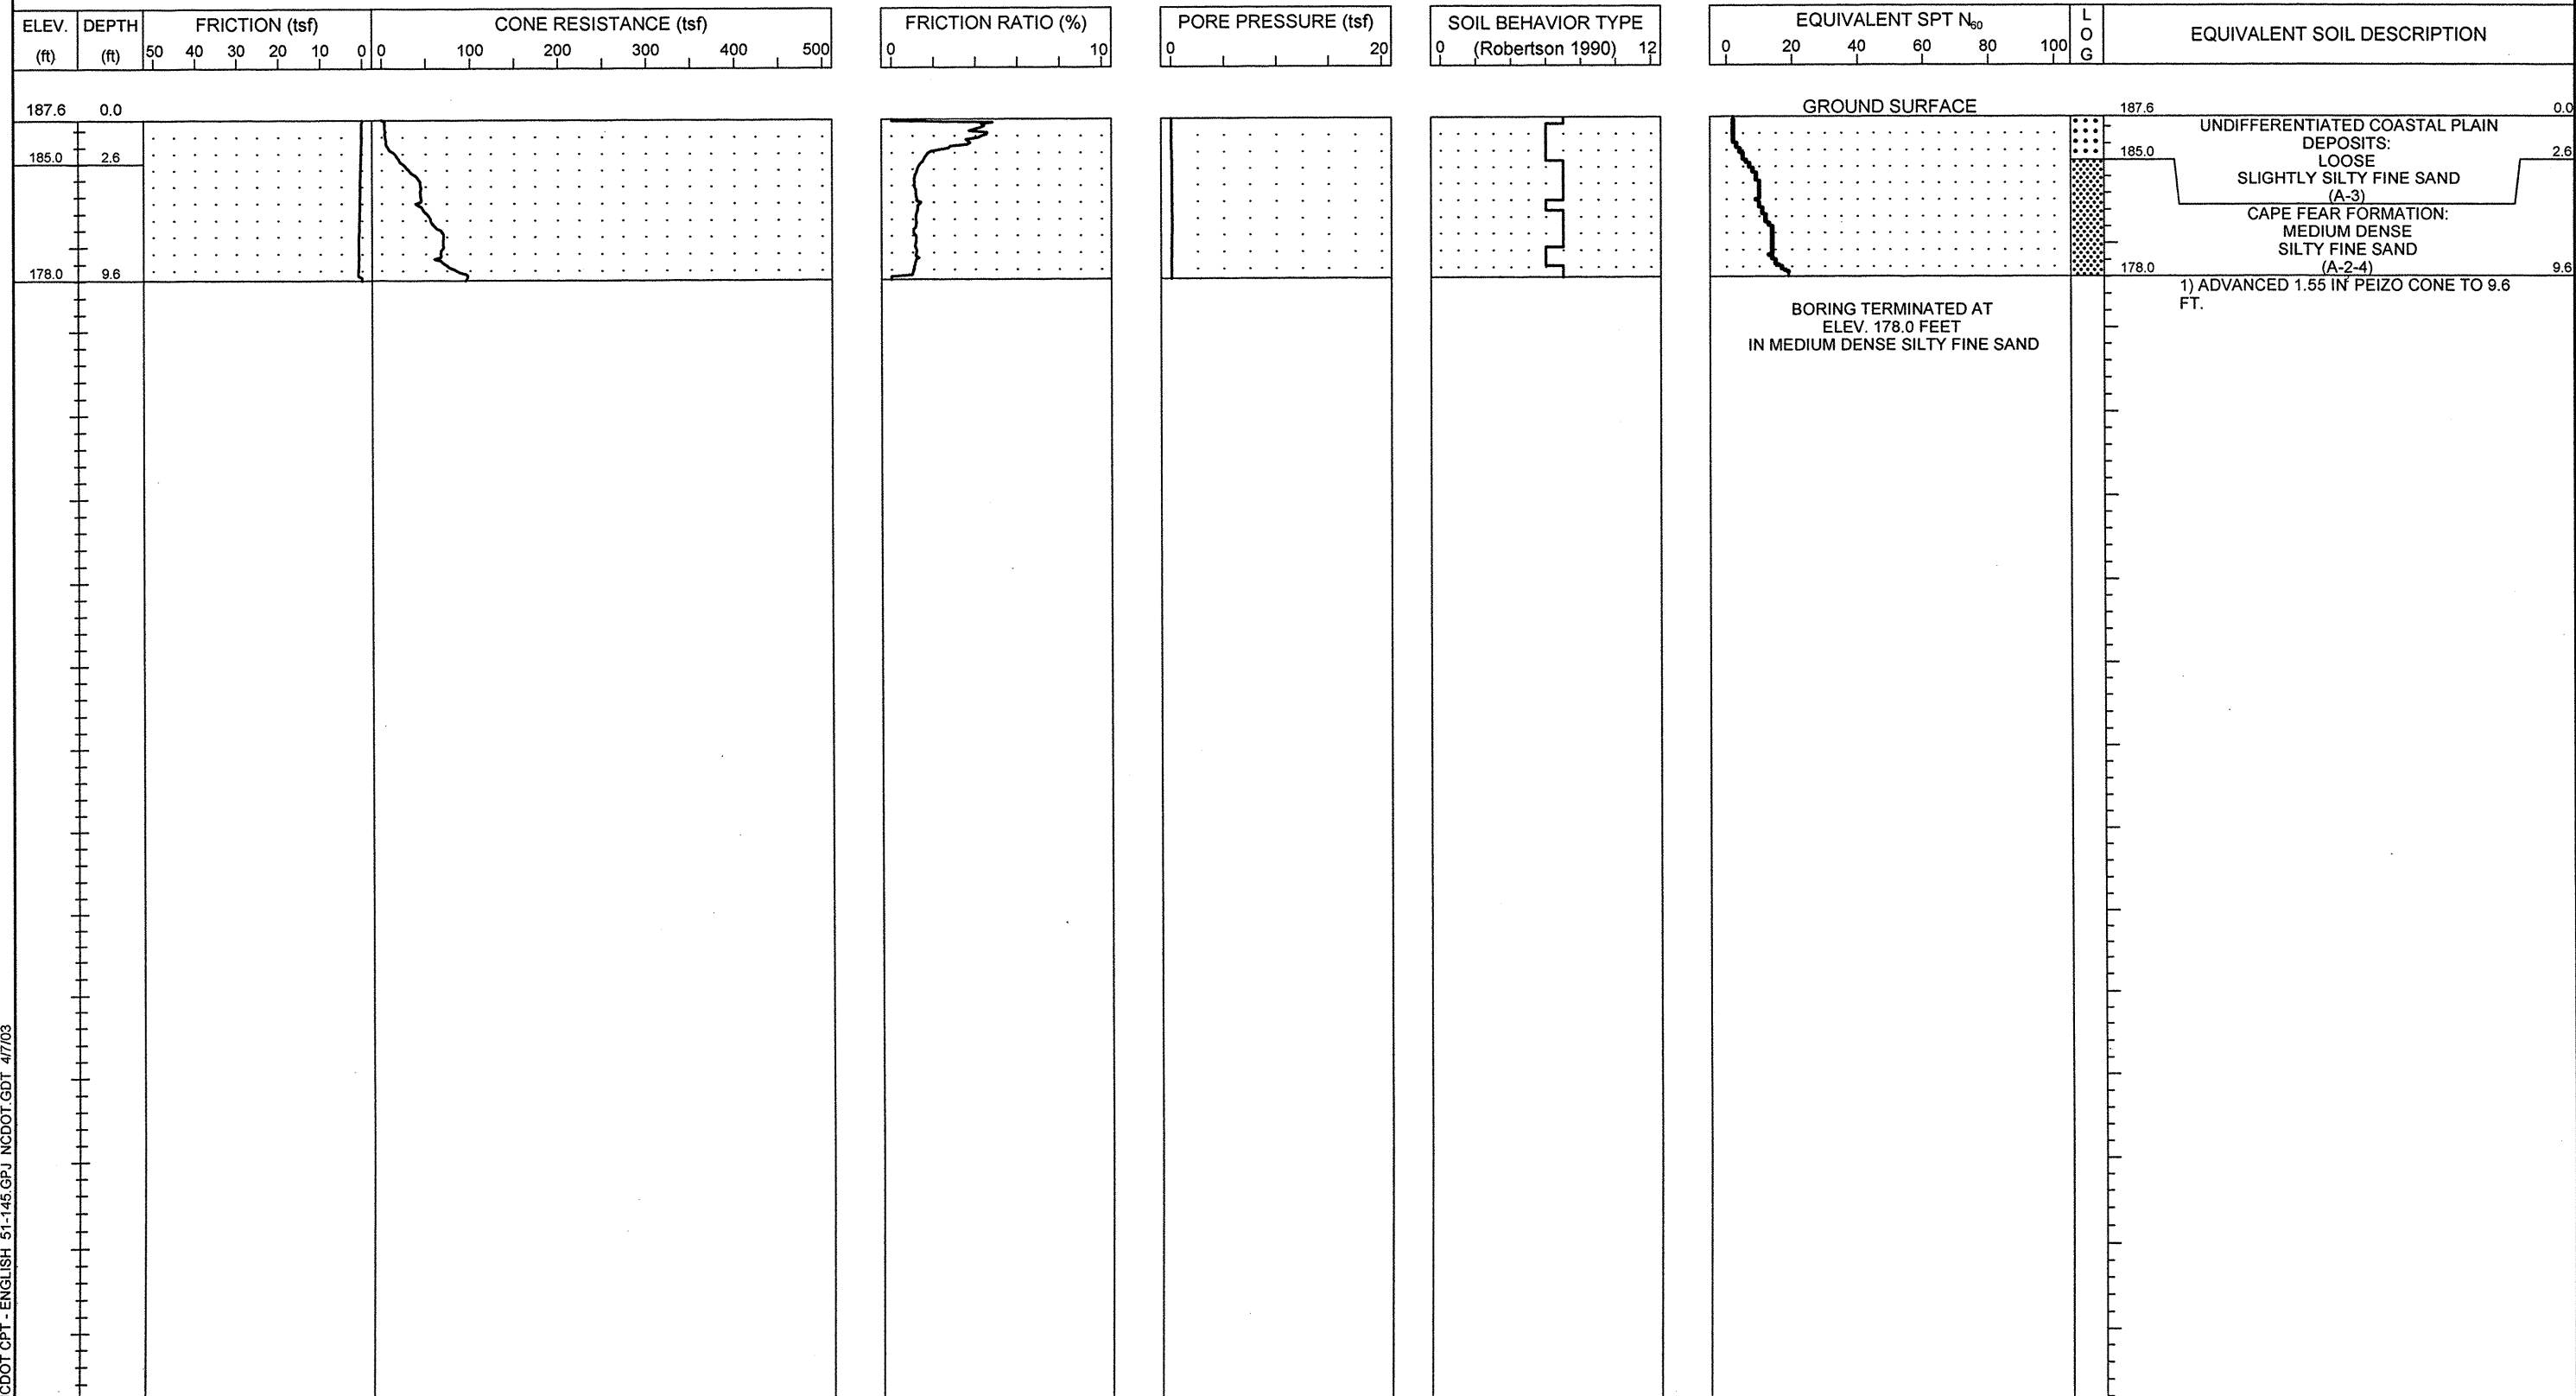 ELEV. DEPTH FRICTION (tsf) CONE RESISTANCE (tsf) FRICTION RATIO (%) PORE PRESSURE (tsf) SOIL BEHAVIOR TYPE EQUIVALENT SPT N60 L
(ft) (ft) 50 40 30 20 10 0 0 100 200 300 400 500 0 10 0 20 0 (Robertson 1990) 12 0 20 40 60 80 100 O EQUIVALENT SOIL DESCRIPTION
G
187.6 0.0 GROUND SURFACE 187.6 0.0
UNDIFFERENTIATED COASTAL PLAIN
DEPOSITS:
185.0 2.6 185.0 LOOSE 2.6
SLIGHTLY SILTY FINE SAND
(A-3)
CAPE FEAR FORMATION:
MEDIUM DENSE
SILTY FINE SAND
178.0 9.6 178.0 (A-2-4) 9.6
1) ADVANCED 1.55 IN PEIZO CONE TO 9.6
FT.
BORING TERMINATED AT
ELEV. 178.0 FEET
IN MEDIUM DENSE SILTY FINE SAND
CDOT CPT - ENGLISH 51-145.GPJ NCDOT.GDT 4/7/03